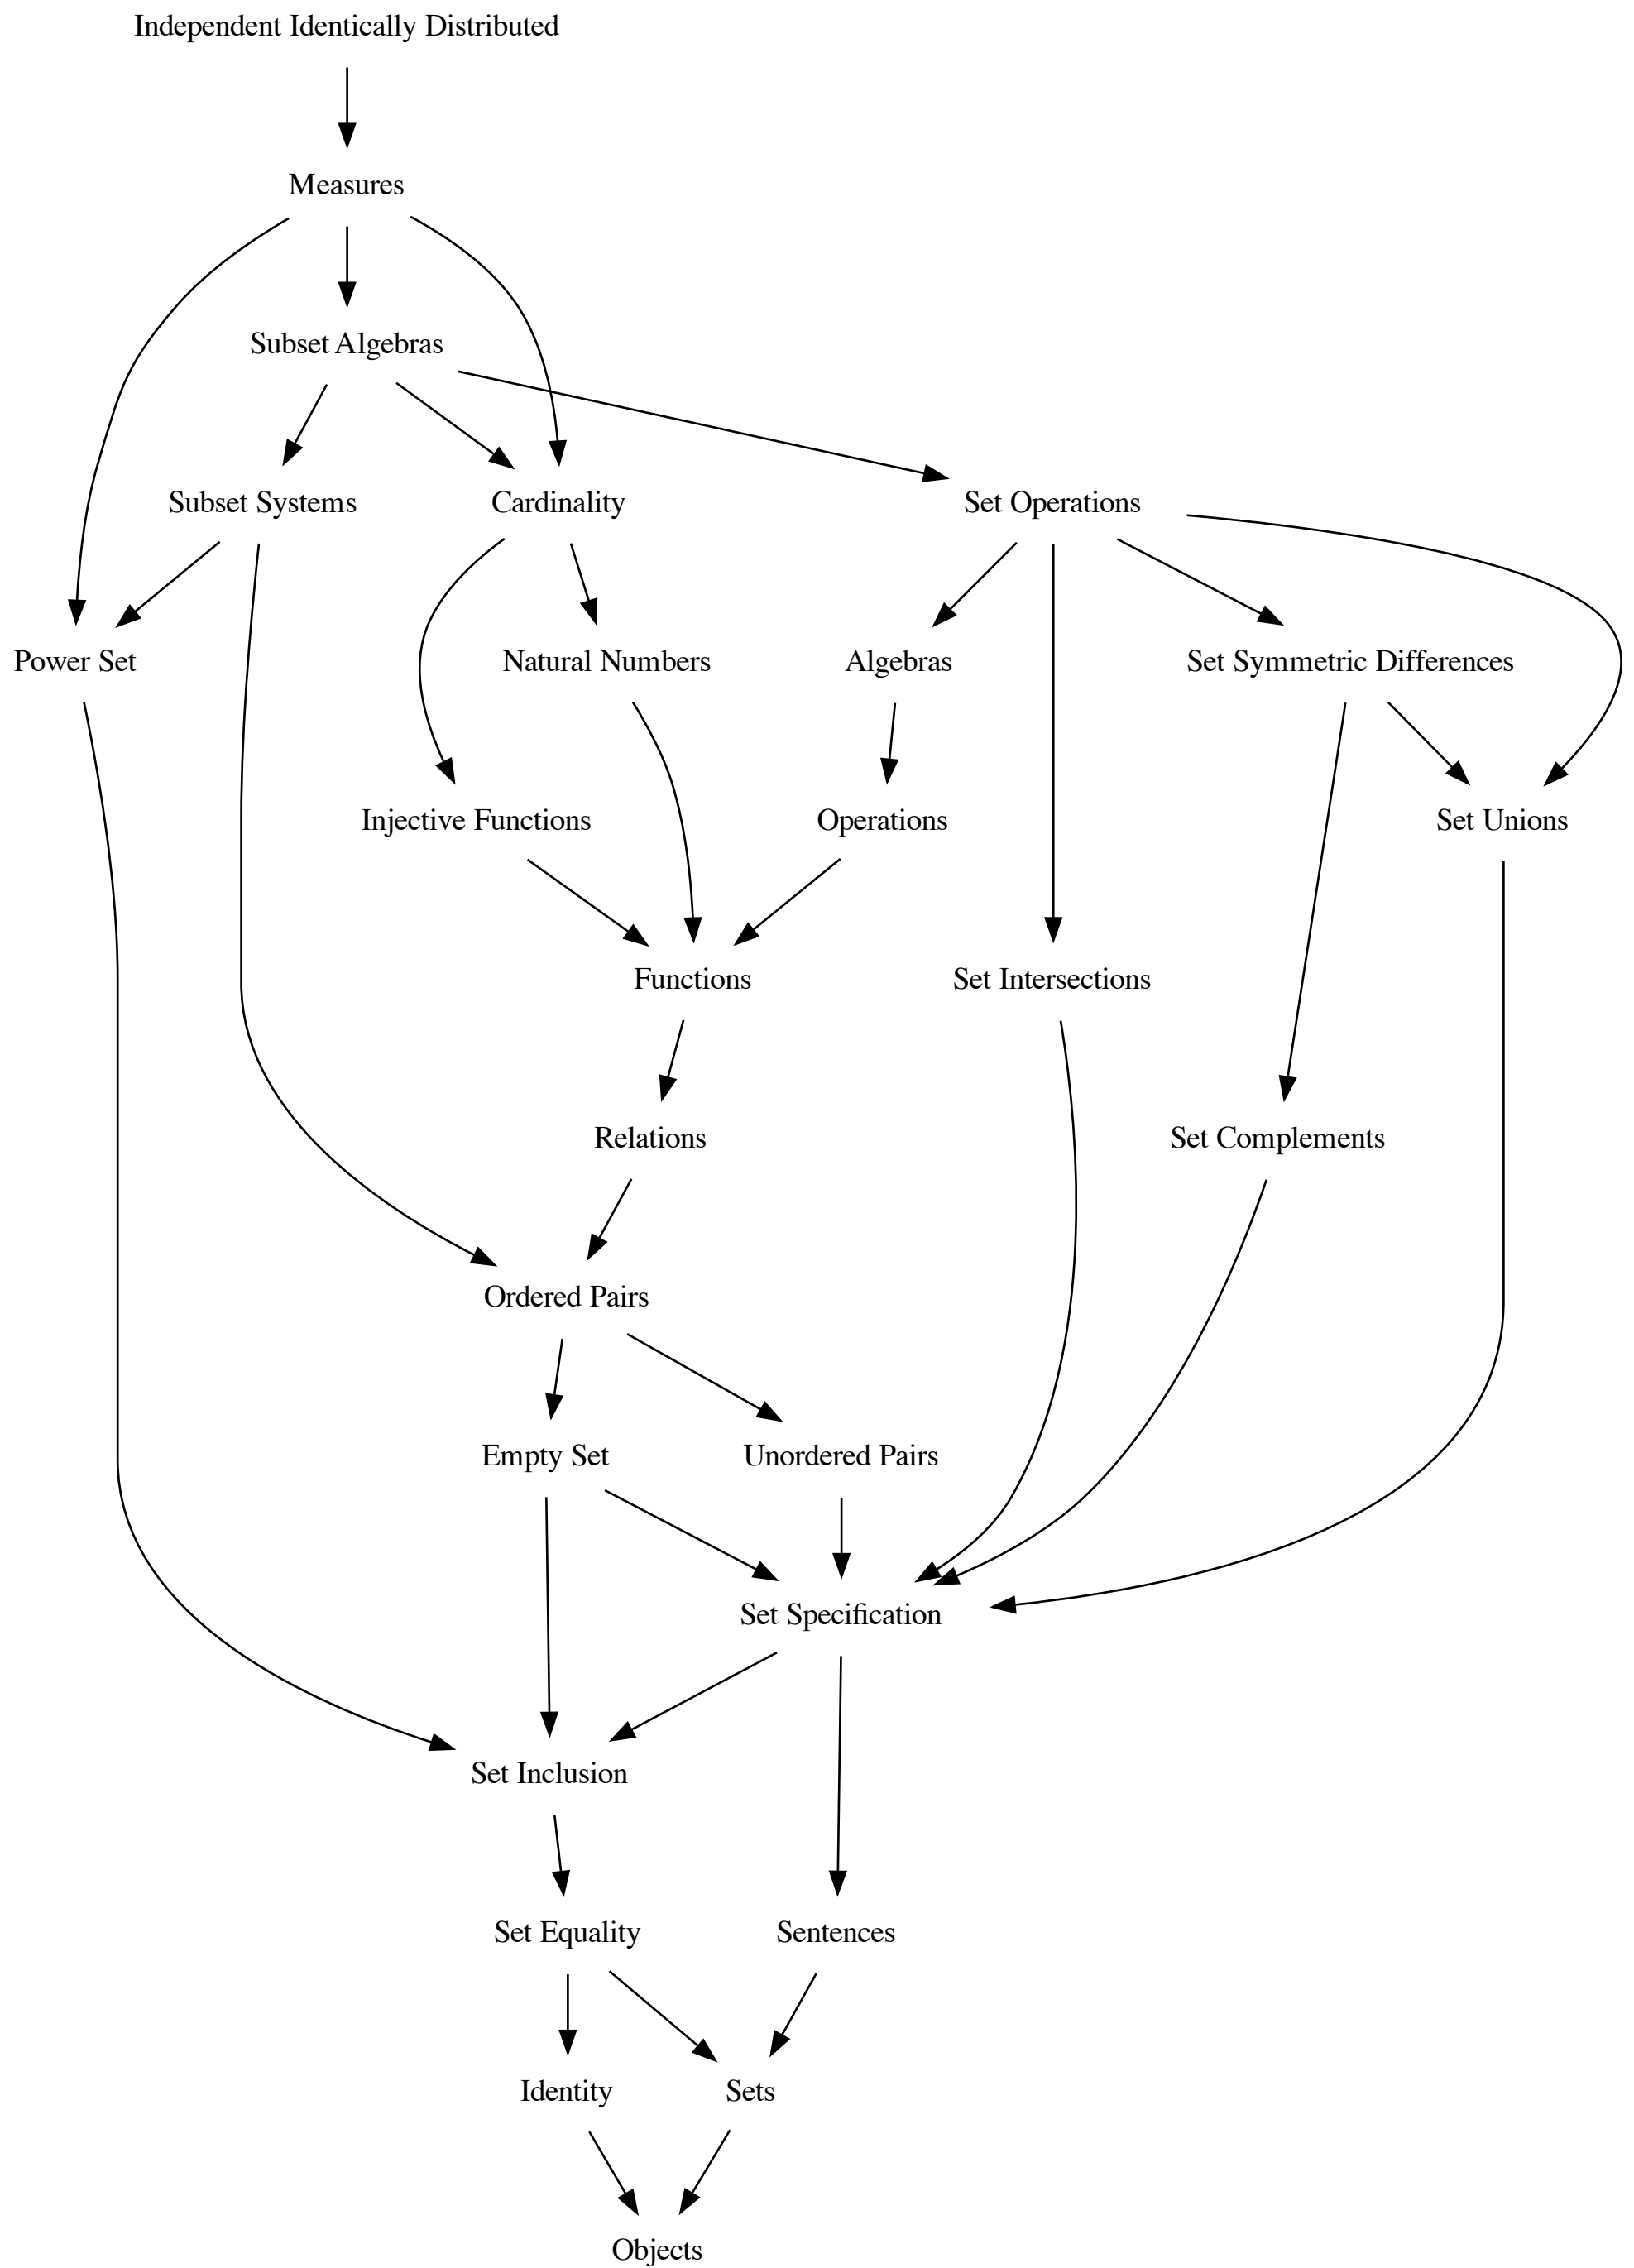 Independent Identically Distributed
Measures
Subset Algebras
Subset Systems
Cardinality
Set Operations
Power Set
Natural Numbers
Algebras
Set Symmetric Differences
Injective Functions
Operations
Set Unions
Functions
Set Intersections
Relations
Set Complements
Ordered Pairs
Empty Set
Unordered Pairs
Set Specification
Set Inclusion
Set Equality
Sentences
Identity
Sets
Objects